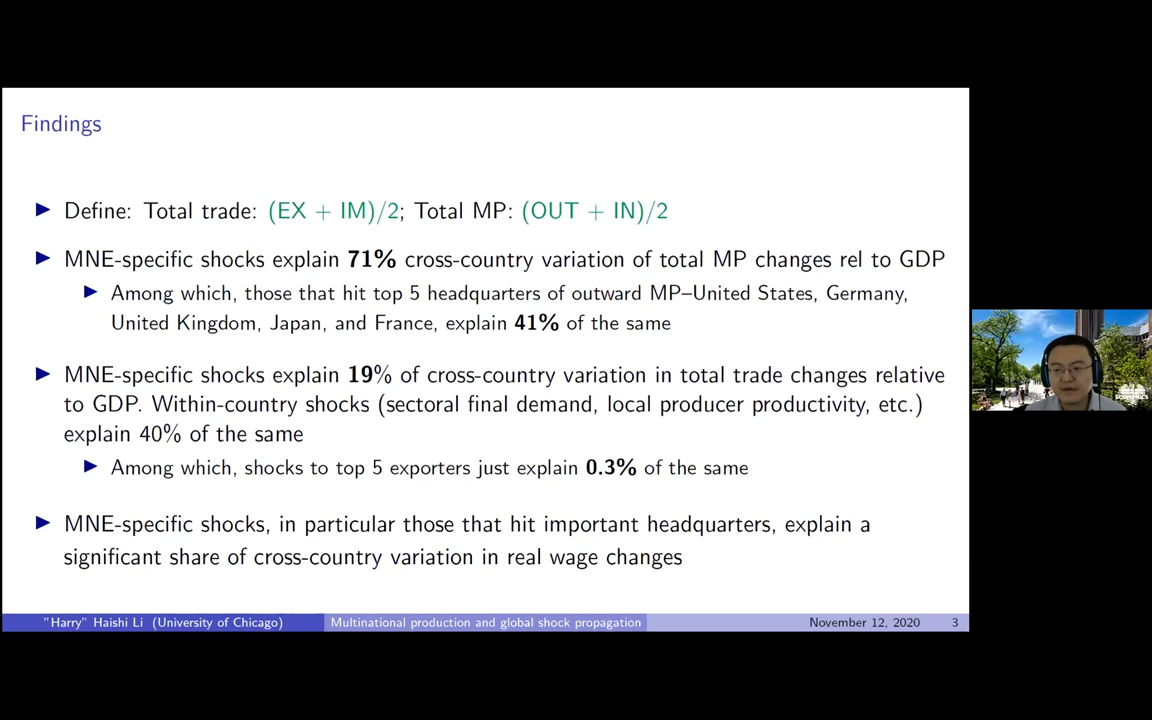 Findings
Define: Total trade: (EX + IM)/2; Total MP: (OUT + IN)/2
MNE-specific shocks explain 71% cross-country variation of total MP changes rel to GDP
Among which, those that hit top 5 headquarters of outward MP–United States, Germany,
United Kingdom, Japan, and France, explain 41% of the same
MNE-specific shocks explain 19% of cross-country variation in total trade changes relative
to GDP. Within-country shocks (sectoral final demand, local producer productivity, etc.)
explain 40% of the same
Among which, shocks to top 5 exporters just explain 0.3% of the same
MNE-specific shocks, in particular those that hit important headquarters, explain a
significant share of cross-country variation in real wage changes
"Harry" Haishi Li (University of Chicago)
Multinational production and global shock propagation
November 12, 2020
3